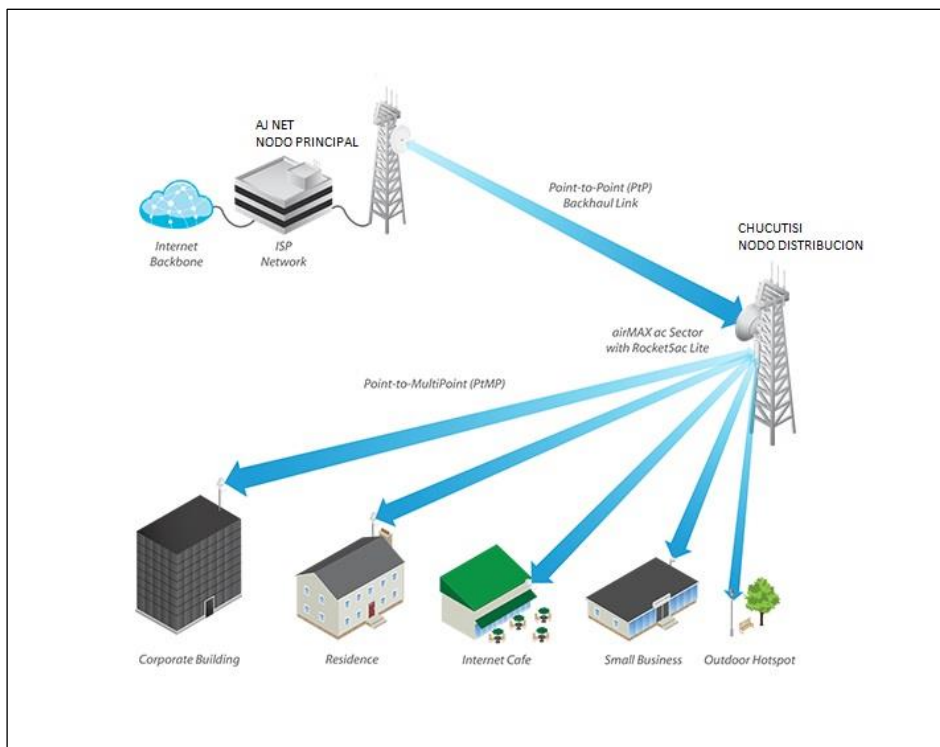 AJ NET
NODO PRINCIPAL
Internet
Backbone
ISP
Network
Point-to-Point (PtP)
Backhaul Link
CHUCUTISI
NODO DISTRIBUCION
airMAX ac Sector
with Rocket5ac Lite
Point-to-MultiPoint (PtMP)
Corporate Building
Residence
Internet Cafe
Small Business
Outdoor Hotspot